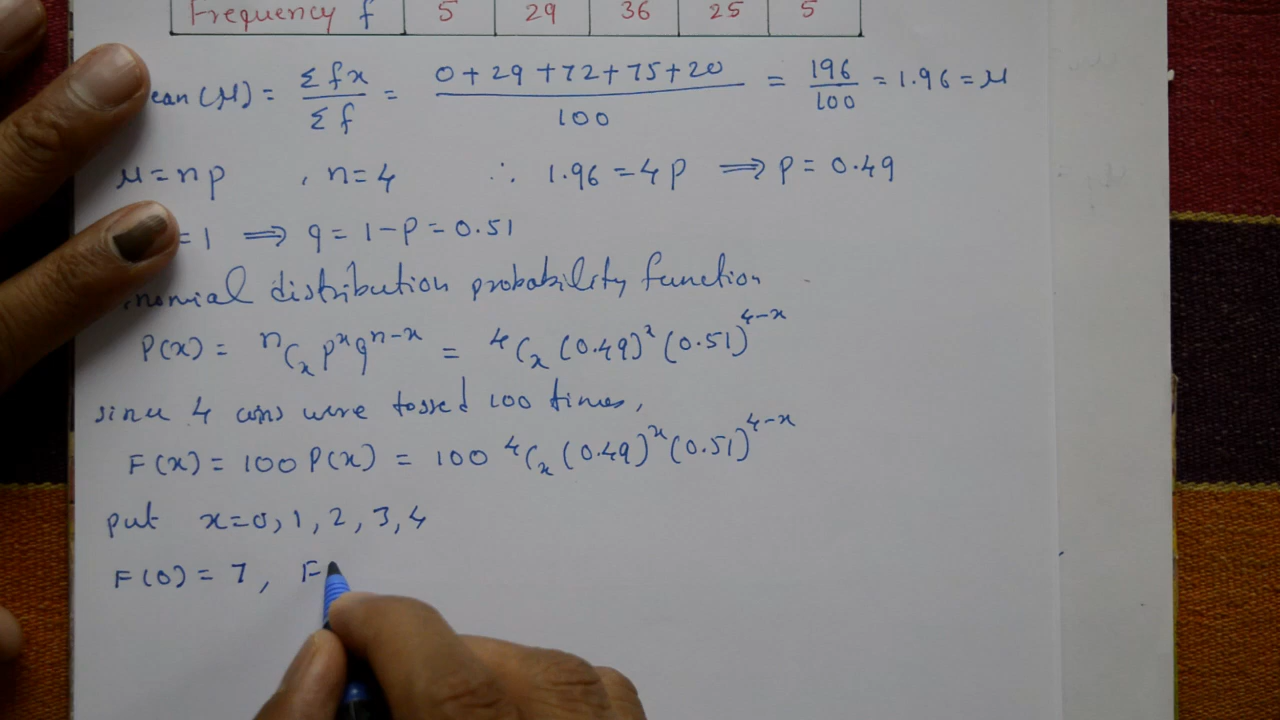 Frequency f 5 29 36 25 5
ean (μ) = Σfx / Σf = 0+29+72+75+20 / 100 = 196 / 100 = 1.96 = μ
μ = np , n=4 ∴ 1.96 = 4p ⟹ p = 0.49
=1 ⟹ q = 1-p = 0.51
nomial distribution probability function
P(x) = ⁿCₓ pˣ qⁿ⁻ˣ = ⁴Cₓ (0.49)ˣ (0.51)⁴⁻ˣ
since 4 coins were tossed 100 times,
F(x) = 100 P(x) = 100 ⁴Cₓ (0.49)ˣ (0.51)⁴⁻ˣ
put x=0,1,2,3,4
F(0) = 7, F